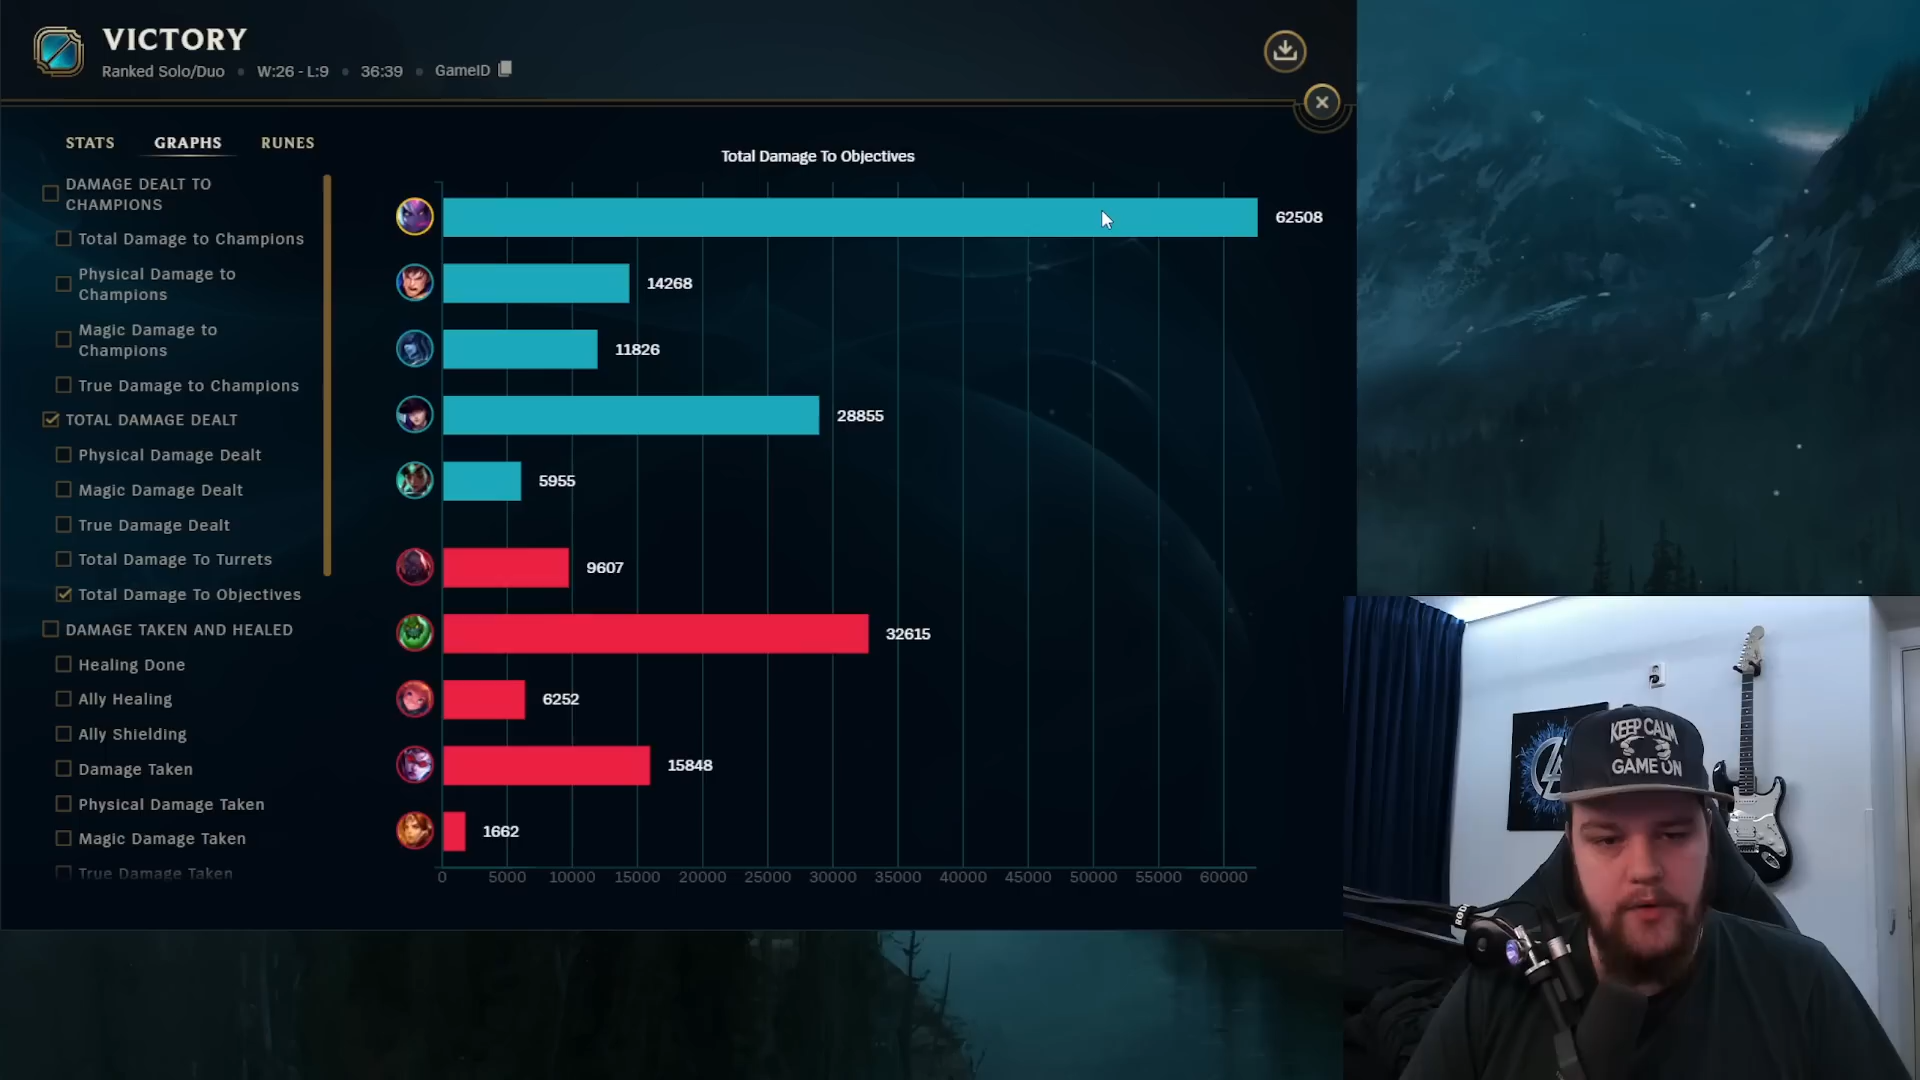 VICTORY
Ranked Solo/Duo • W:26 - L:9 • 36:39 • GameID
STATS GRAPHS RUNES
Total Damage To Objectives
DAMAGE DEALT TO
CHAMPIONS
Total Damage to Champions
Physical Damage to
Champions
Magic Damage to
Champions
True Damage to Champions
TOTAL DAMAGE DEALT
Physical Damage Dealt
Magic Damage Dealt
True Damage Dealt
Total Damage To Turrets
Total Damage To Objectives
DAMAGE TAKEN AND HEALED
Healing Done
Ally Healing
Ally Shielding
Damage Taken
Physical Damage Taken
Magic Damage Taken
True Damage Taken
62508
14268
11826
28855
5955
9607
32615
6252
15848
1662
0 5000 10000 15000 20000 25000 30000 35000 40000 45000 50000 55000 60000
KEEP CALM
GAME ON
RØDE